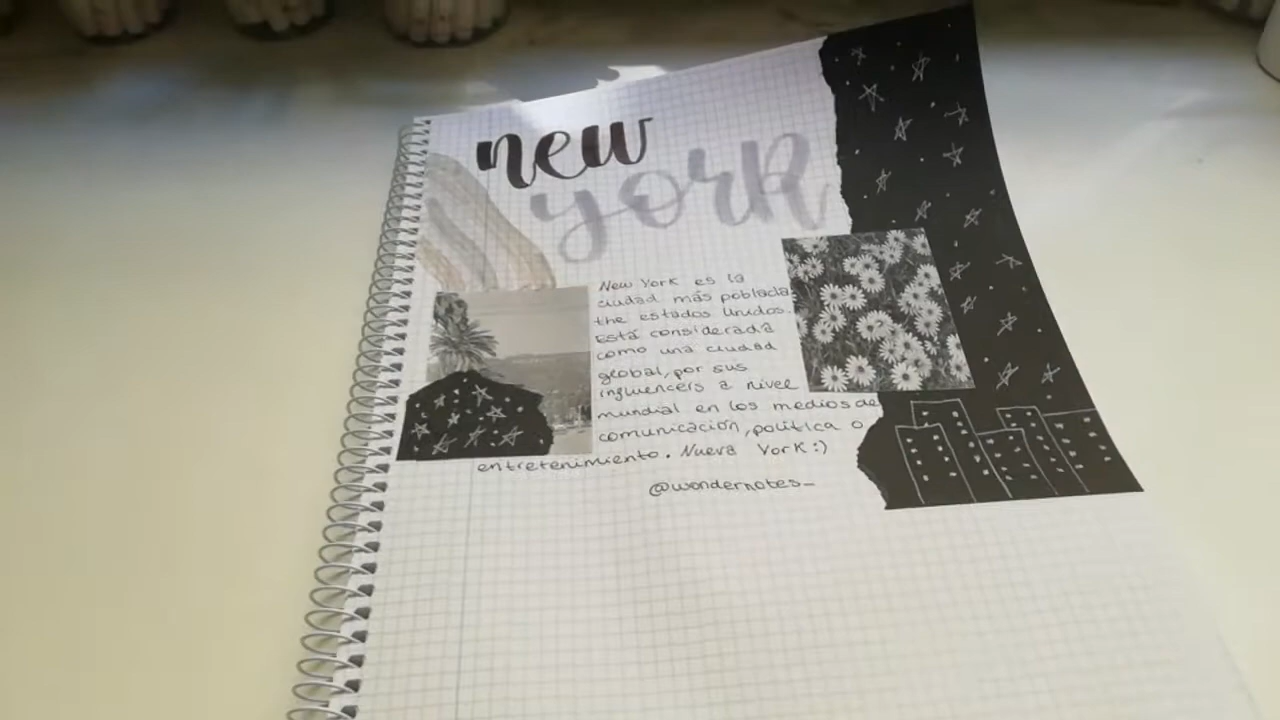 new
york
New York es la
ciudad más poblada
the estados Unidos.
Está considerada
como una ciudad
geobal, por sus
influencers a nivel
mundial en los medios de
comunicación, política o
entretenimiento. Nueva York :)
@wondernotes_